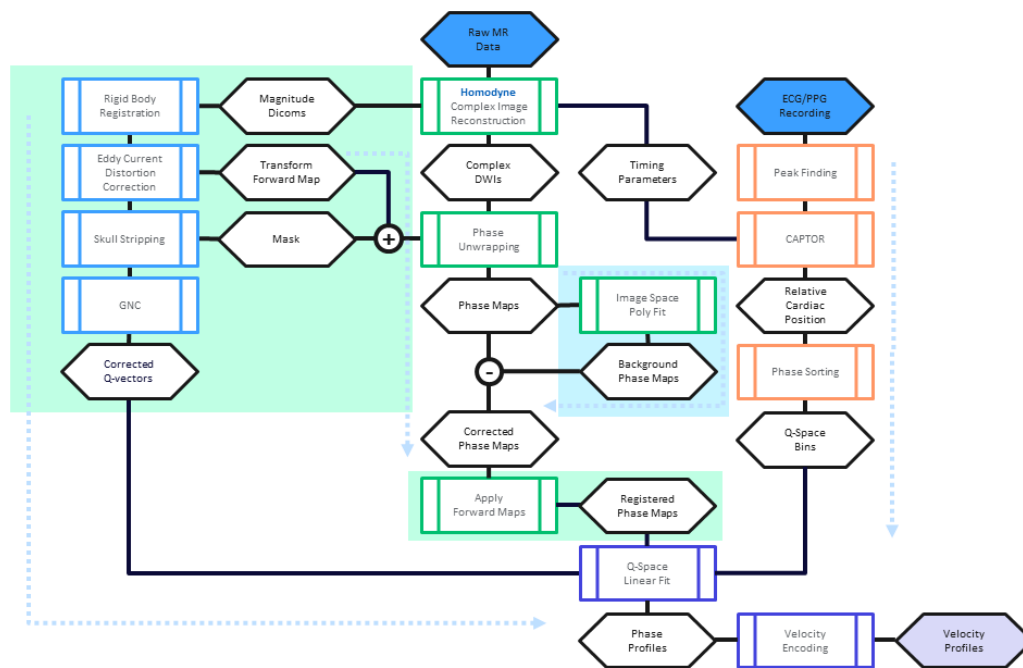 Raw MR
Data
Rigid Body
Registration
Magnitude
Dicoms
Homodyne
Complex Image
Reconstruction
ECG/PPG
Recording
Eddy Current
Distortion
Correction
Transform
Forward Map
Complex
DWIs
Timing
Parameters
Peak Finding
Skull Stripping
Mask
+
Phase
Unwrapping
CAPTOR
GNC
Phase Maps
Image Space
Poly Fit
Relative
Cardiac
Position
Corrected
Q-vectors
-
Background
Phase Maps
Phase Sorting
Corrected
Phase Maps
Q-Space
Bins
Apply
Forward Maps
Registered
Phase Maps
Q-Space
Linear Fit
Phase
Profiles
Velocity
Encoding
Velocity
Profiles